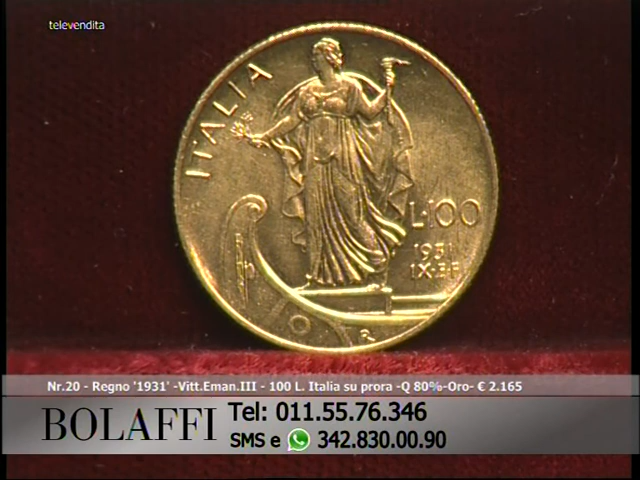 televendita
ITALIA
L.100
1931
IX.E.F
R
Nr.20 - Regno '1931' -Vitt.Eman.III - 100 L. Italia su prora -Q 80%-Oro- € 2.165
BOLAFFI
Tel: 011.55.76.346
SMS e 342.830.00.90